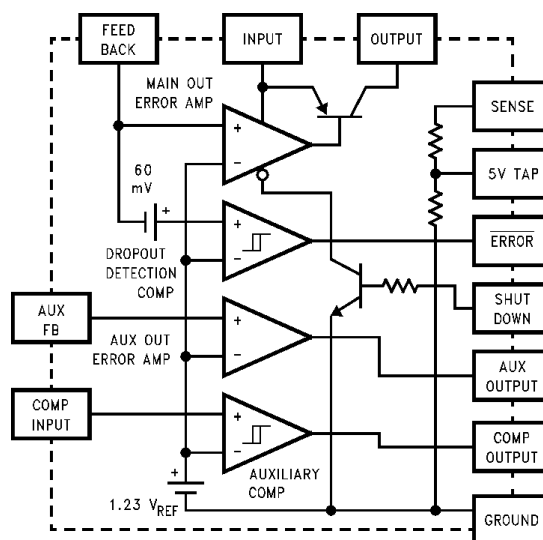 FEED
BACK
INPUT
OUTPUT
MAIN OUT
ERROR AMP
SENSE
+
−
60
mV
5V TAP
+
+
−
ERROR
DROPOUT
DETECTION
COMP
SHUT
DOWN
AUX
FB
+
−
AUX OUT
ERROR AMP
AUX
OUTPUT
COMP
INPUT
+
−
COMP
OUTPUT
AUXILIARY
COMP
+
1.23 VREF
GROUND